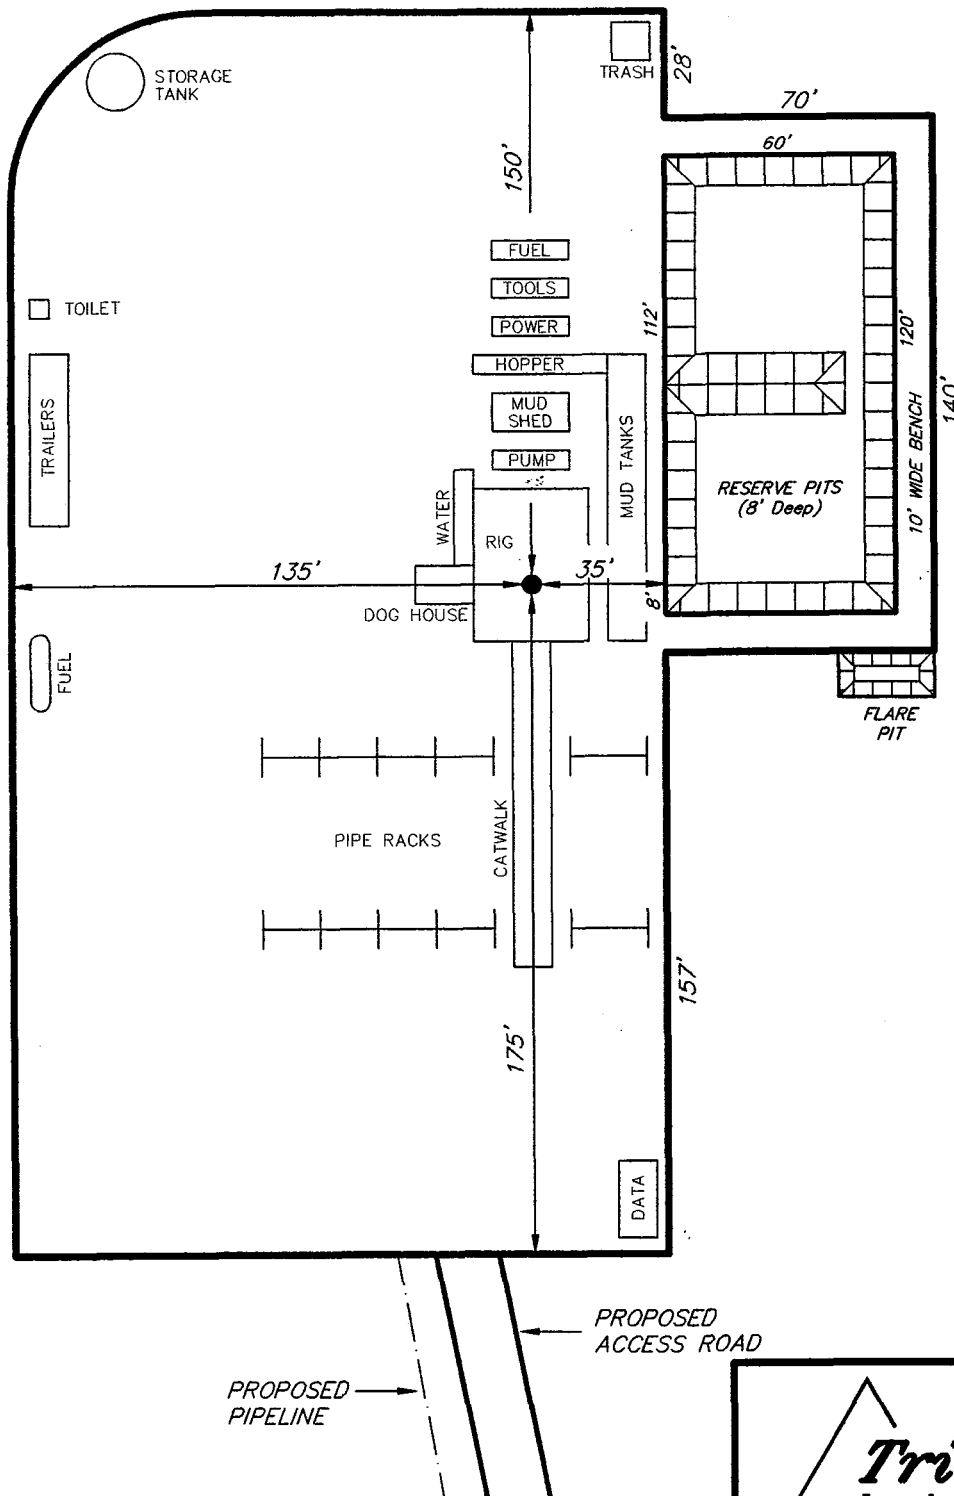 STORAGE
TANK
TRASH
28'
70'
60'
150'
FUEL
TOOLS
POWER
HOPPER
MUD
SHED
PUMP
TOILET
TRAILERS
WATER
MUD TANKS
112'
120'
140'
10' WIDE BENCH
RESERVE PITS
(8' Deep)
RIG
135'
35'
8'
DOG HOUSE
FUEL
FLARE
PIT
PIPE RACKS
CATWALK
157'
175'
DATA
PROPOSED
ACCESS ROAD
PROPOSED
PIPELINE
Tri